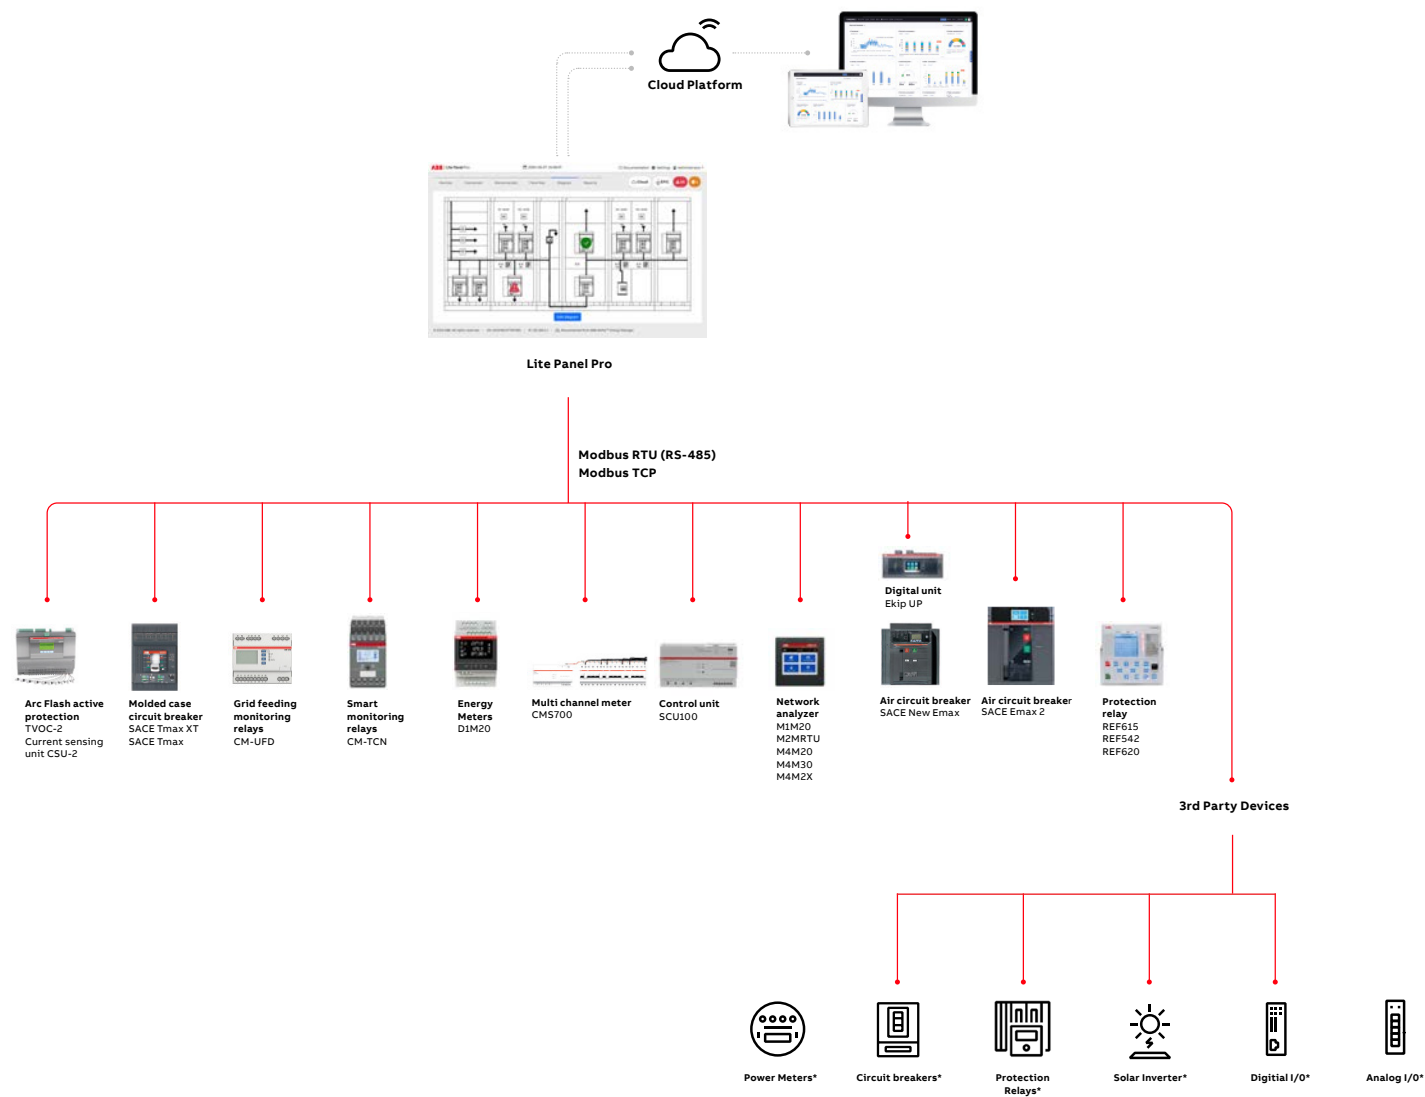 Cloud Platform
Lite Panel Pro
Modbus RTU (RS-485)
Modbus TCP
Arc Flash active
protection
TVOC-2
Current sensing
unit CSU-2
Molded case
circuit breaker
SACE Tmax XT
SACE Tmax
Grid feeding
monitoring
relays
CM-UFD
Smart
monitoring
relays
CM-TCN
Energy
Meters
D1M20
Multi channel meter
CMS700
Control unit
SCU100
Network
analyzer
M1M20
M2MRTU
M4M20
M4M30
M4M2X
Digital unit
Ekip UP
Air circuit breaker
SACE New Emax
Air circuit breaker
SACE Emax 2
Protection
relay
REF615
REF542
REF620
3rd Party Devices
Power Meters*
Circuit breakers*
Protection
Relays*
Solar Inverter*
Digitial I/0*
Analog I/0*